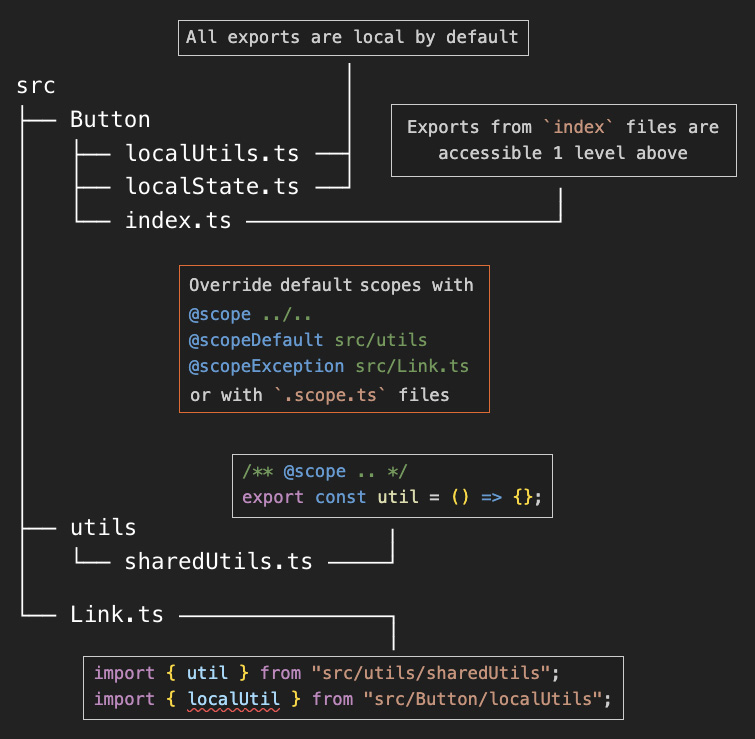 All exports are local by default
src
Button
Exports from `index` files are
accessible 1 level above
localUtils.ts
localState.ts
index.ts
Override default scopes with
@scope ../..
@scopeDefault src/utils
@scopeException src/Link.ts
or with `.scope.ts` files
/** @scope .. */
export const util = () => {};
utils
sharedUtils.ts
Link.ts
import { util } from "src/utils/sharedUtils";
import { localUtil } from "src/Button/localUtils";